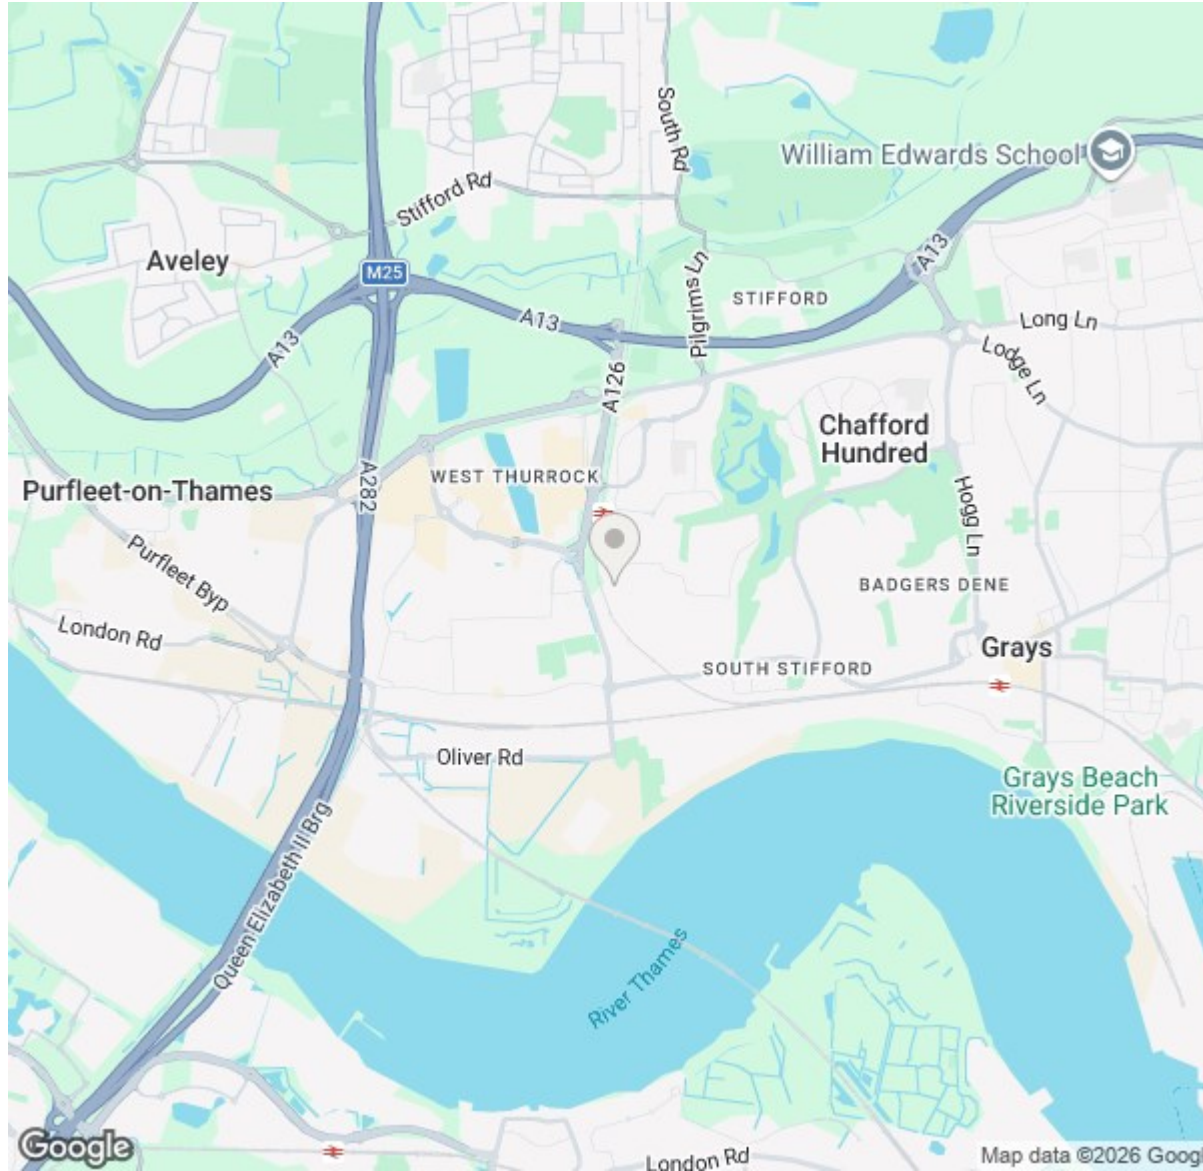 South Rd
William Edwards School
Stifford Rd
Aveley
M25
A13
Pilgrims Ln
STIFFORD
A13
A13
Long Ln
Lodge Ln
A126
Chafford
Hundred
WEST THURROCK
A282
Purfleet-on-Thames
Hogg Ln
Purfleet Byp
BADGERS DENE
London Rd
Grays
SOUTH STIFFORD
Oliver Rd
Grays Beach
Riverside Park
Queen Elizabeth II Brg
River Thames
Google
London Rd
Map data ©2026 Goog